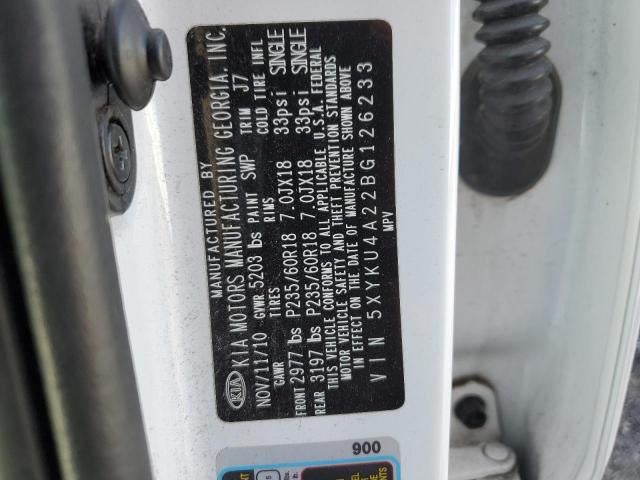 MANUFACTURED BY
KIA KIA MOTORS MANUFACTURING GEORGIA, INC.
NOV/11/10 GVWR 5203 lbs PAINT SWP TRIM J7
GAWR TIRES RIMS COLD TIRE INFL
FRONT 2977 lbs P235/60R18 7.0JX18 33psi SINGLE
REAR 3197 lbs P235/60R18 7.0JX18 33psi SINGLE
THIS VEHICLE CONFORMS TO ALL APPLICABLE U.S.A. FEDERAL
MOTOR VEHICLE SAFETY AND THEFT PREVENTION STANDARDS
IN EFFECT ON THE DATE OF MANUFACTURE SHOWN ABOVE
VIN 5XYKU4A22BG126233
MPV
900